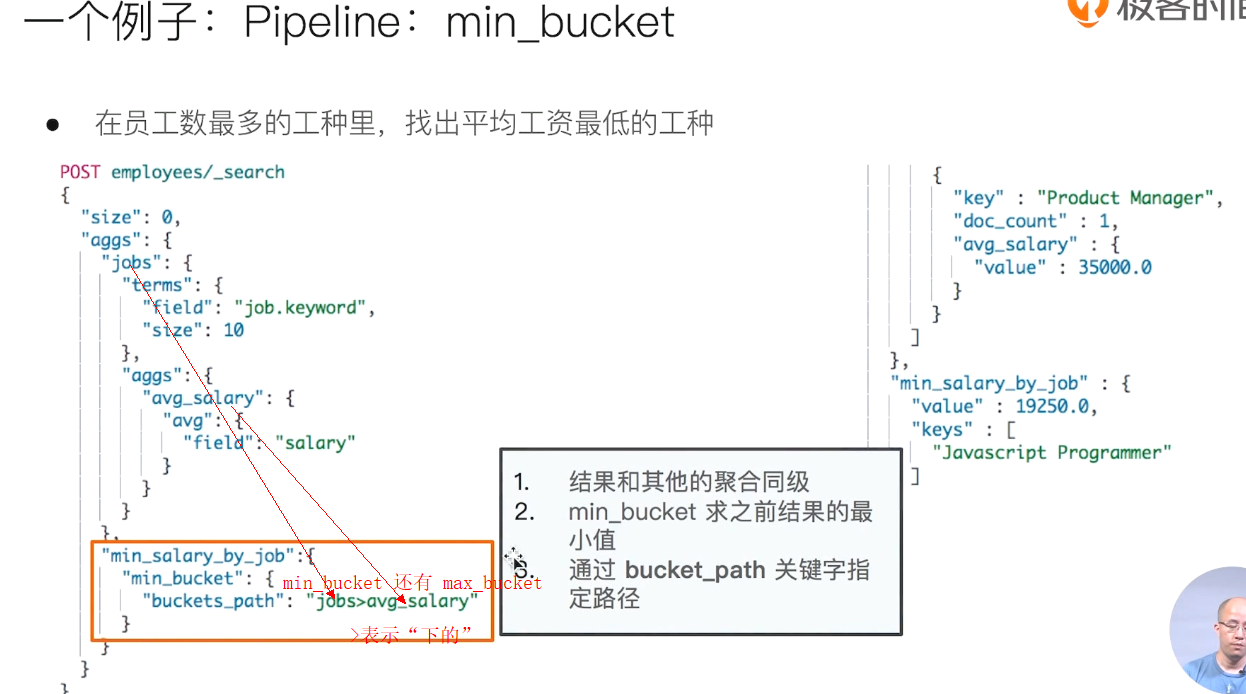 一个例子：Pipeline：min_bucket
极客时间
● 在员工数最多的工种里，找出平均工资最低的工种
POST employees/_search
{
"size": 0,
"aggs": {
"jobs": {
"terms": {
"field": "job.keyword",
"size": 10
},
"aggs": {
"avg_salary": {
"avg": {
"field": "salary"
}
}
}
},
"min_salary_by_job":{
"min_bucket": {
min_bucket 还有 max_bucket
"buckets_path": "jobs>avg_salary"
}
>表示“下的”
}
}
}
{
"key" : "Product Manager",
"doc_count" : 1,
"avg_salary" : {
"value" : 35000.0
}
}
]
},
"min_salary_by_job" : {
"value" : 19250.0,
"keys" : [
"Javascript Programmer"
]
1. 结果和其他的聚合同级
2. min_bucket 求之前结果的最
小值
3. 通过 bucket_path 关键字指
定路径